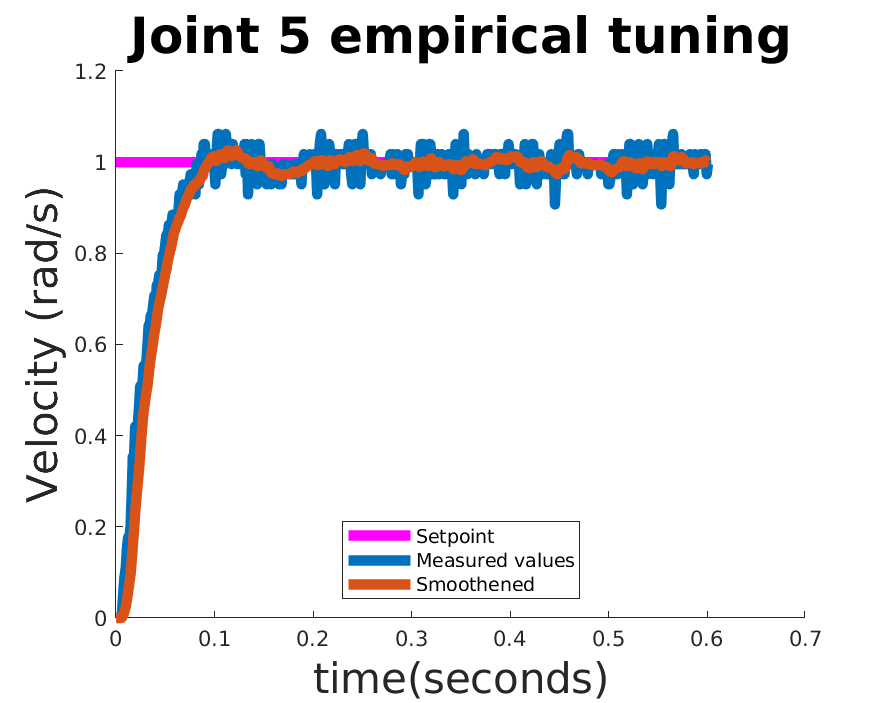 Joint 5 empirical tuning
1.2
1
0.8
0.6
0.4
0.2
0
Velocity (rad/s)
Setpoint
Measured values
Smoothened
0 0.1 0.2 0.3 0.4 0.5 0.6 0.7
time(seconds)